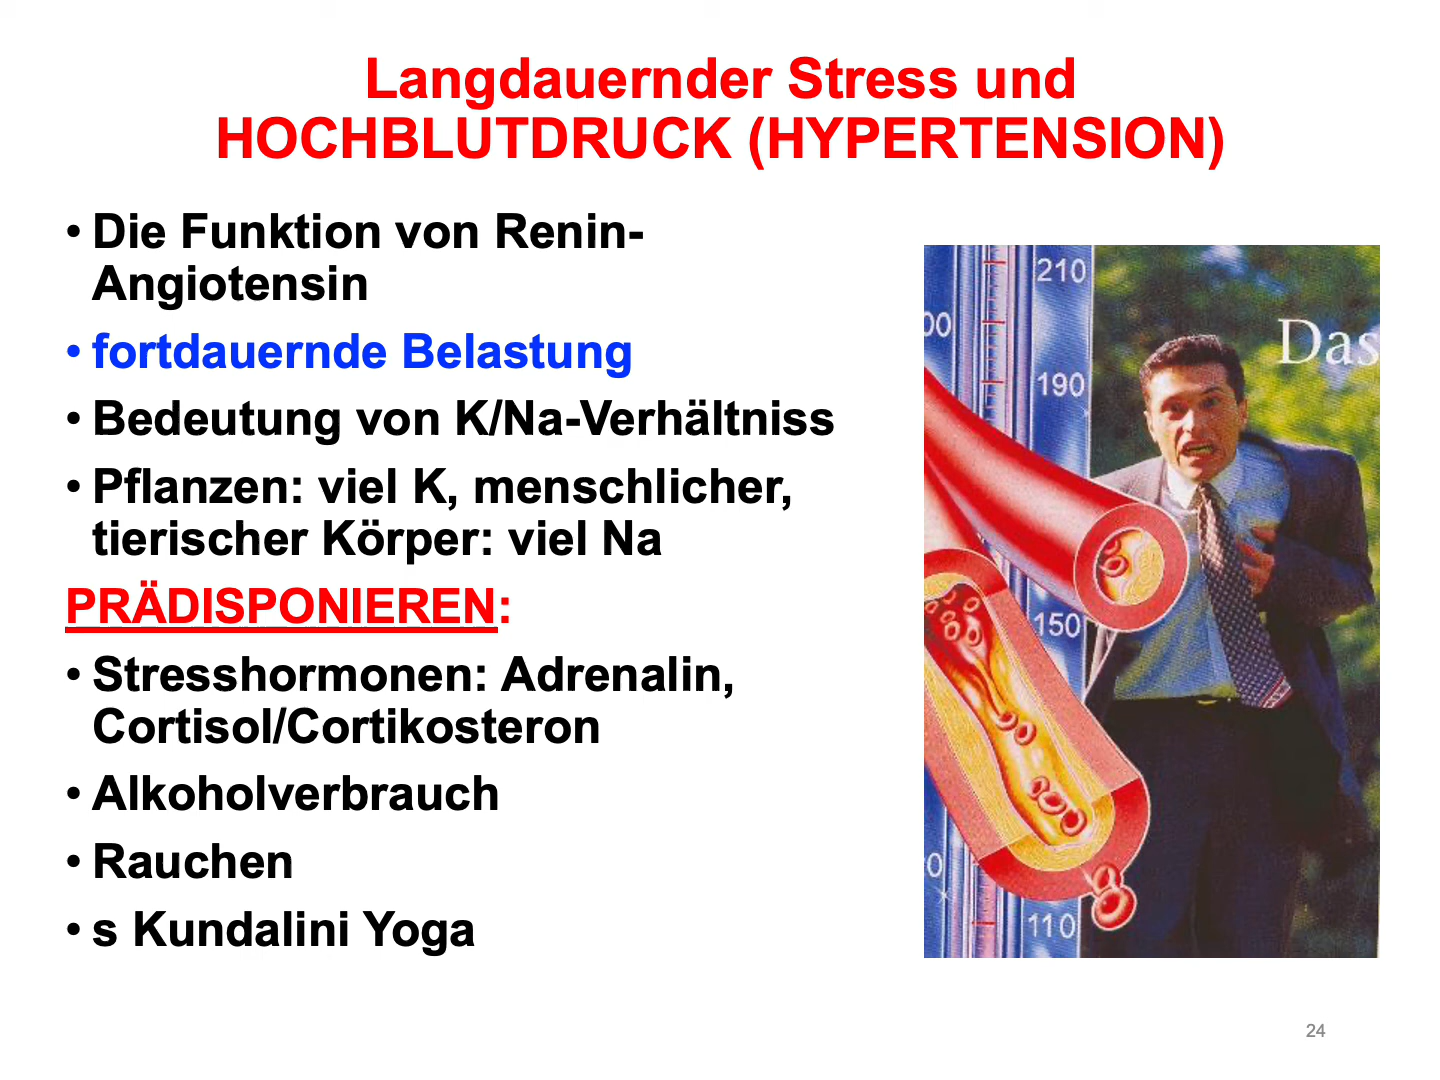 Langdauernder Stress und
HOCHBLUTDRUCK (HYPERTENSION)
• Die Funktion von Renin-
Angiotensin
• fortdauernde Belastung
• Bedeutung von K/Na-Verhältniss
• Pflanzen: viel K, menschlicher,
tierischer Körper: viel Na
PRÄDISPONIEREN:
• Stresshormonen: Adrenalin,
Cortisol/Cortikosteron
• Alkoholverbrauch
• Rauchen
• s Kundalini Yoga
210
00
Das
190
150
110
24